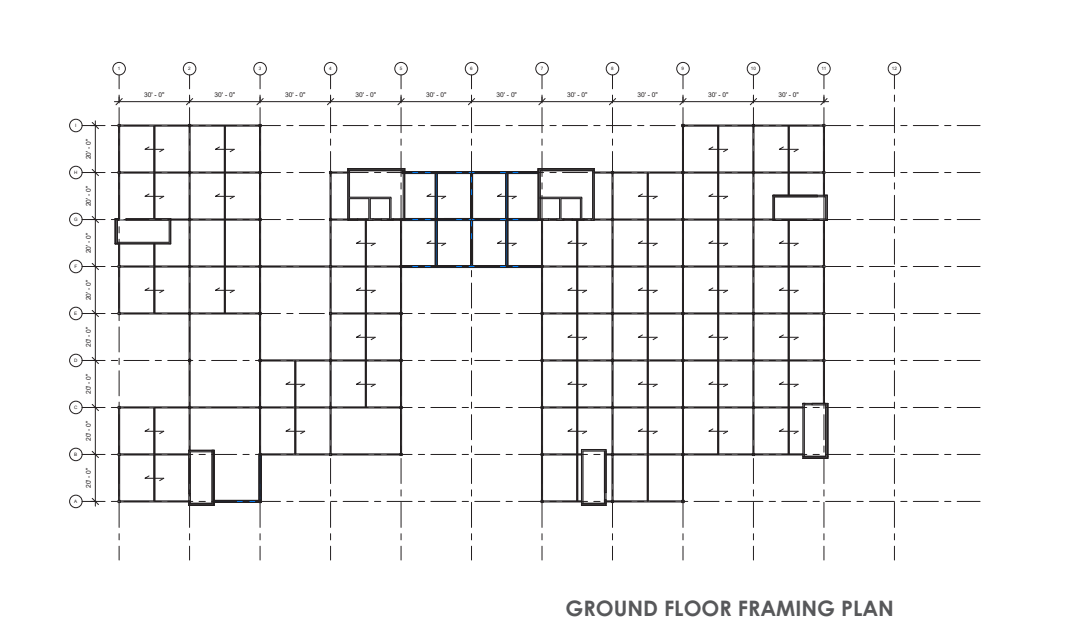 1 2 3 4 5 6 7 8 9 10 11 12
30' - 0" 30' - 0" 30' - 0" 30' - 0" 30' - 0" 30' - 0" 30' - 0" 30' - 0" 30' - 0" 30' - 0"
I
20' - 0"
H
20' - 0"
G
20' - 0"
F
20' - 0"
E
20' - 0"
D
20' - 0"
C
20' - 0"
B
20' - 0"
A
GROUND FLOOR FRAMING PLAN